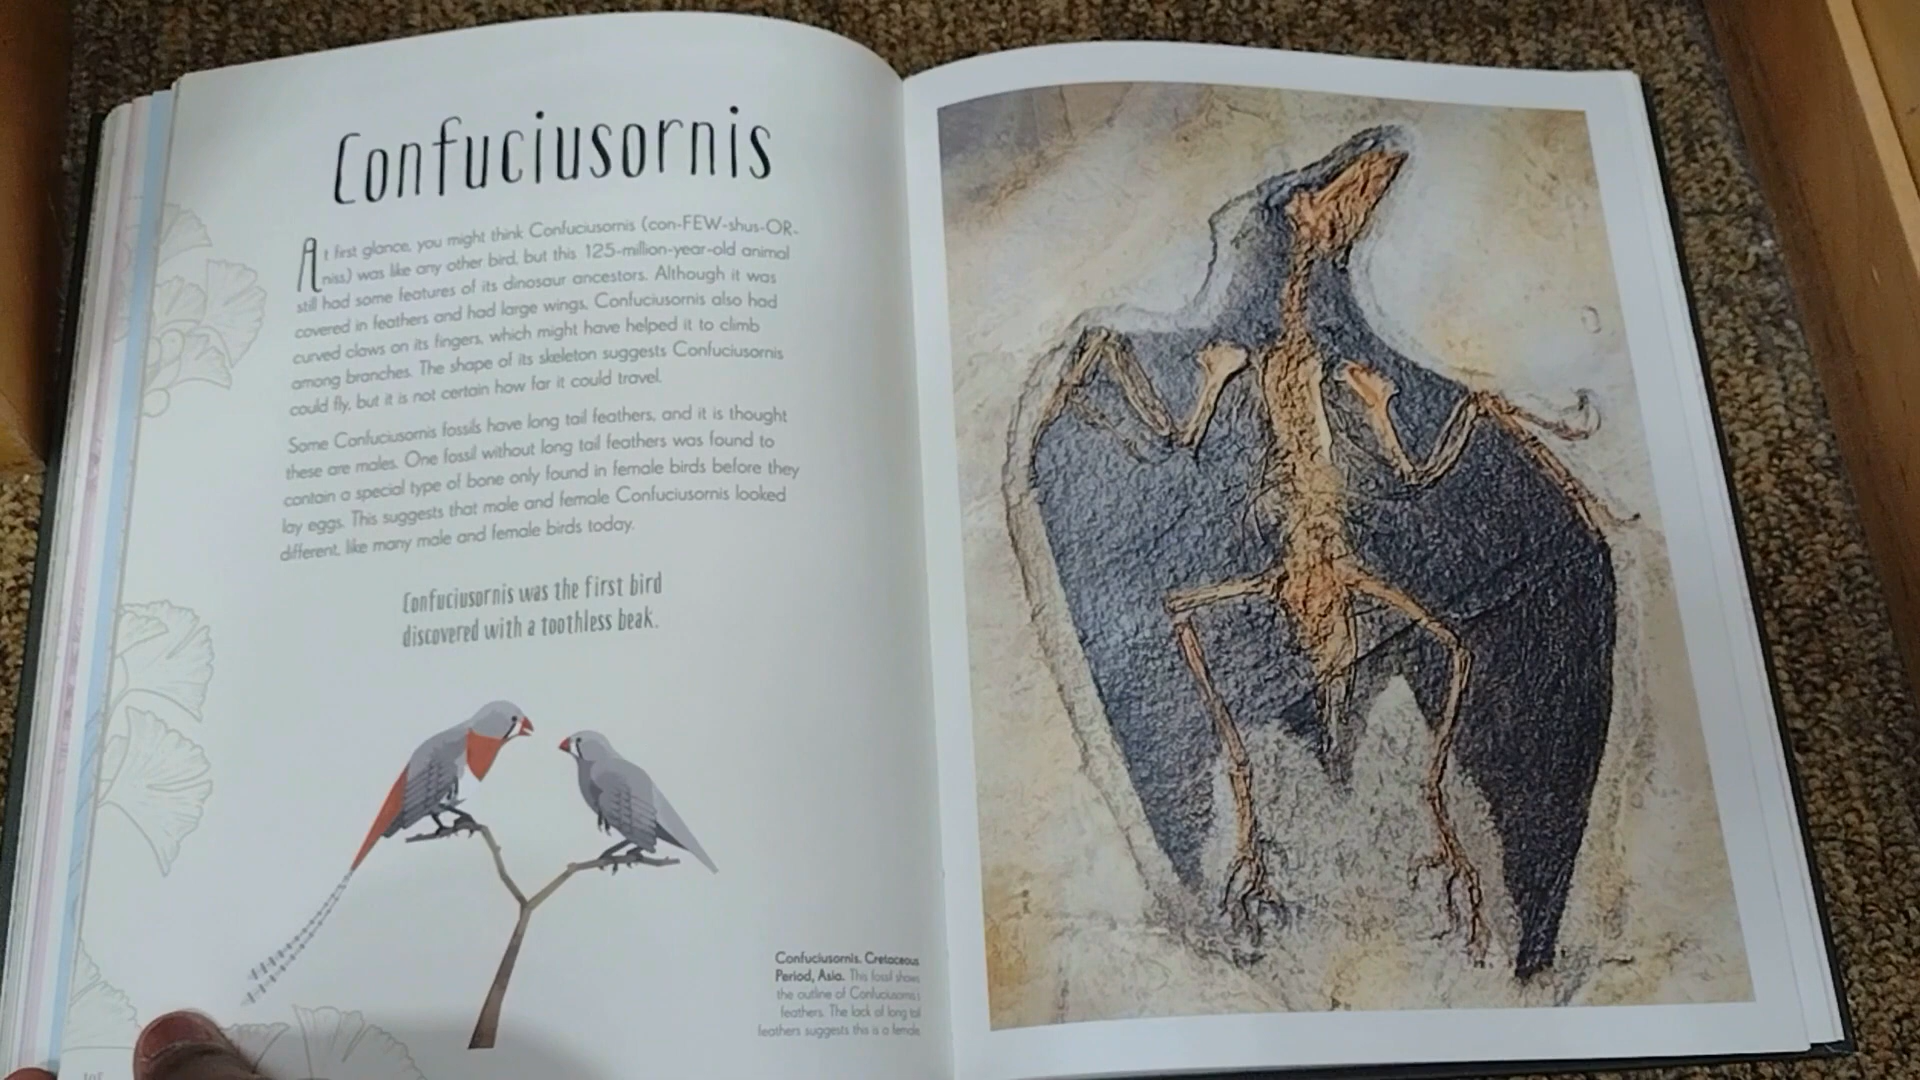 Confuciusornis
At first glance, you might think Confuciusornis (con-FEW-shus-OR-
niss) was like any other bird, but this 125-million-year-old animal
still had some features of its dinosaur ancestors. Although it was
covered in feathers and had large wings, Confuciusornis also had
curved claws on its fingers, which might have helped it to climb
among branches. The shape of its skeleton suggests Confuciusornis
could fly, but it is not certain how far it could travel.
Some Confuciusornis fossils have long tail feathers, and it is thought
these are males. One fossil without long tail feathers was found to
contain a special type of bone only found in female birds before they
lay eggs. This suggests that male and female Confuciusornis looked
different, like many male and female birds today.
Confuciusornis was the first bird
discovered with a toothless beak.
Confuciusornis. Cretaceous
Period, Asia. This fossil shows
the outline of Confuciusornis's
feathers. The lack of long tail
feathers suggests this is a female.